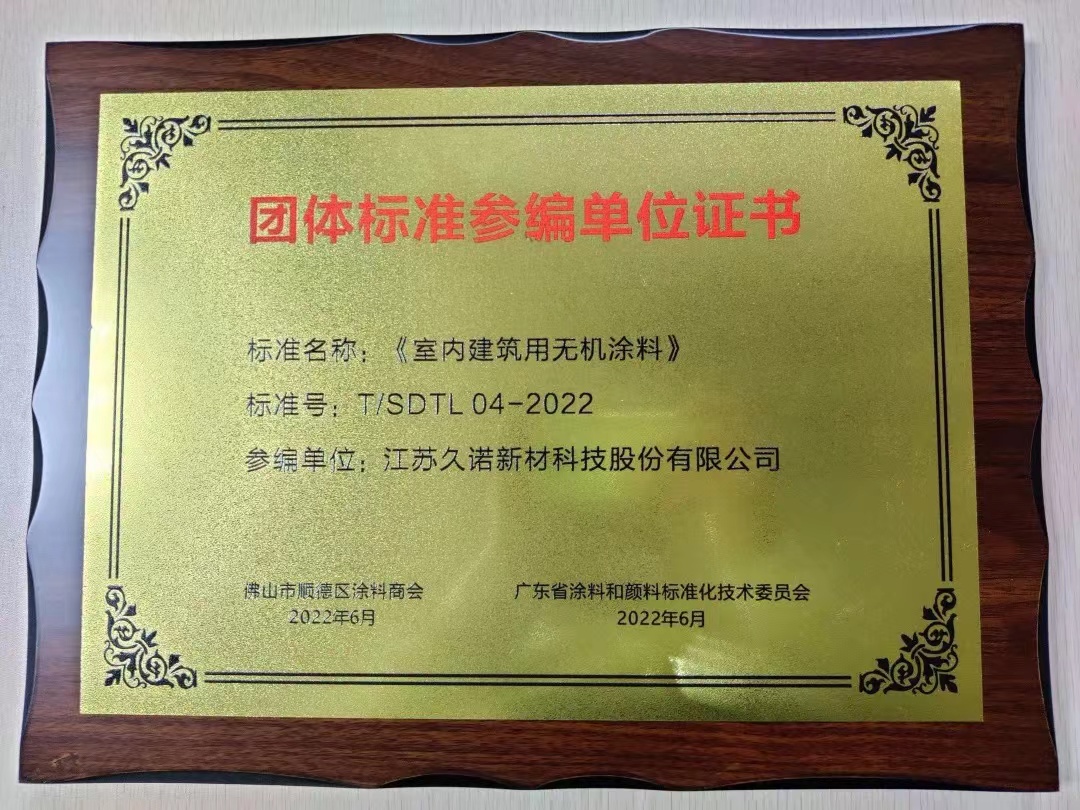 团体标准参编单位证书
标准名称：《室内建筑用无机涂料》
标准号：T/SDTL 04-2022
参编单位：江苏久诺新材科技股份有限公司
佛山市顺德区涂料商会
2022年6月
广东省涂料和颜料标准化技术委员会
2022年6月